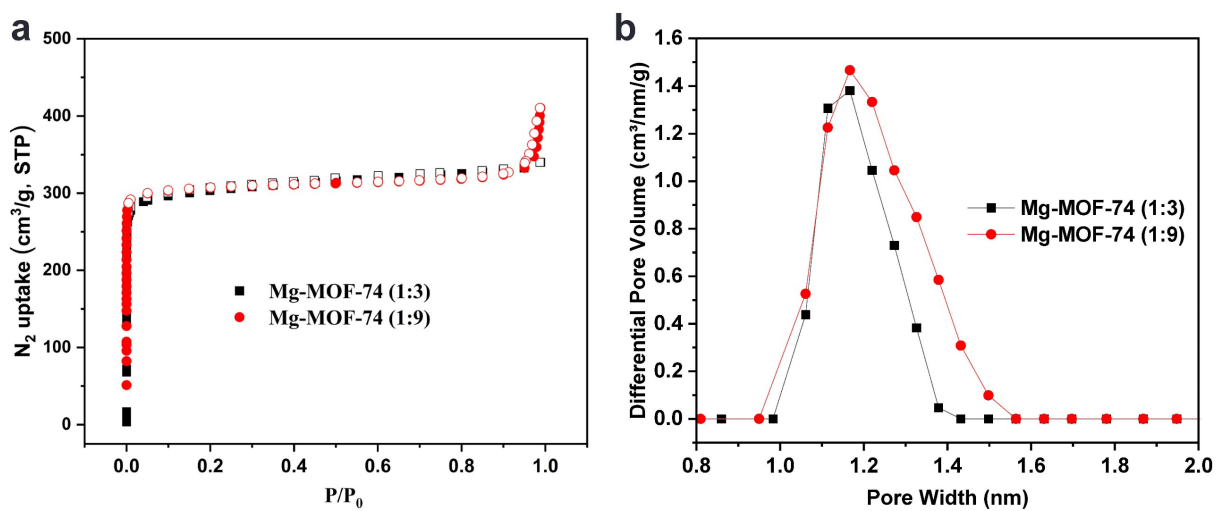 a
500
400
300
200
100
0
N₂ uptake (cm³/g, STP)
0.0 0.2 0.4 0.6 0.8 1.0
P/P₀
Mg-MOF-74 (1:3)
Mg-MOF-74 (1:9)
b
1.6
1.4
1.2
1.0
0.8
0.6
0.4
0.2
0.0
Differential Pore Volume (cm³/nm/g)
0.8 1.0 1.2 1.4 1.6 1.8 2.0
Pore Width (nm)
Mg-MOF-74 (1:3)
Mg-MOF-74 (1:9)